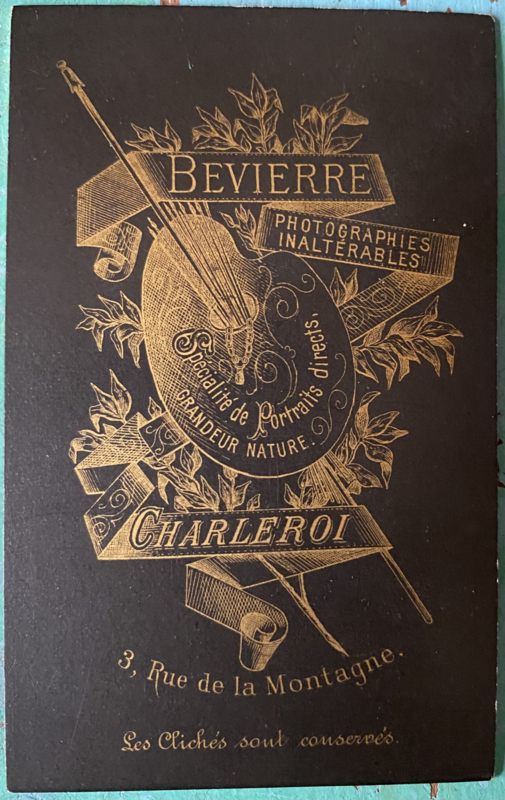 BEVIERRE
PHOTOGRAPHIES
INALTÉRABLES
Spécialité de Portraits directs,
GRANDEUR NATURE.
CHARLEROI
3, Rue de la Montagne.
Les Clichés sont conservés.